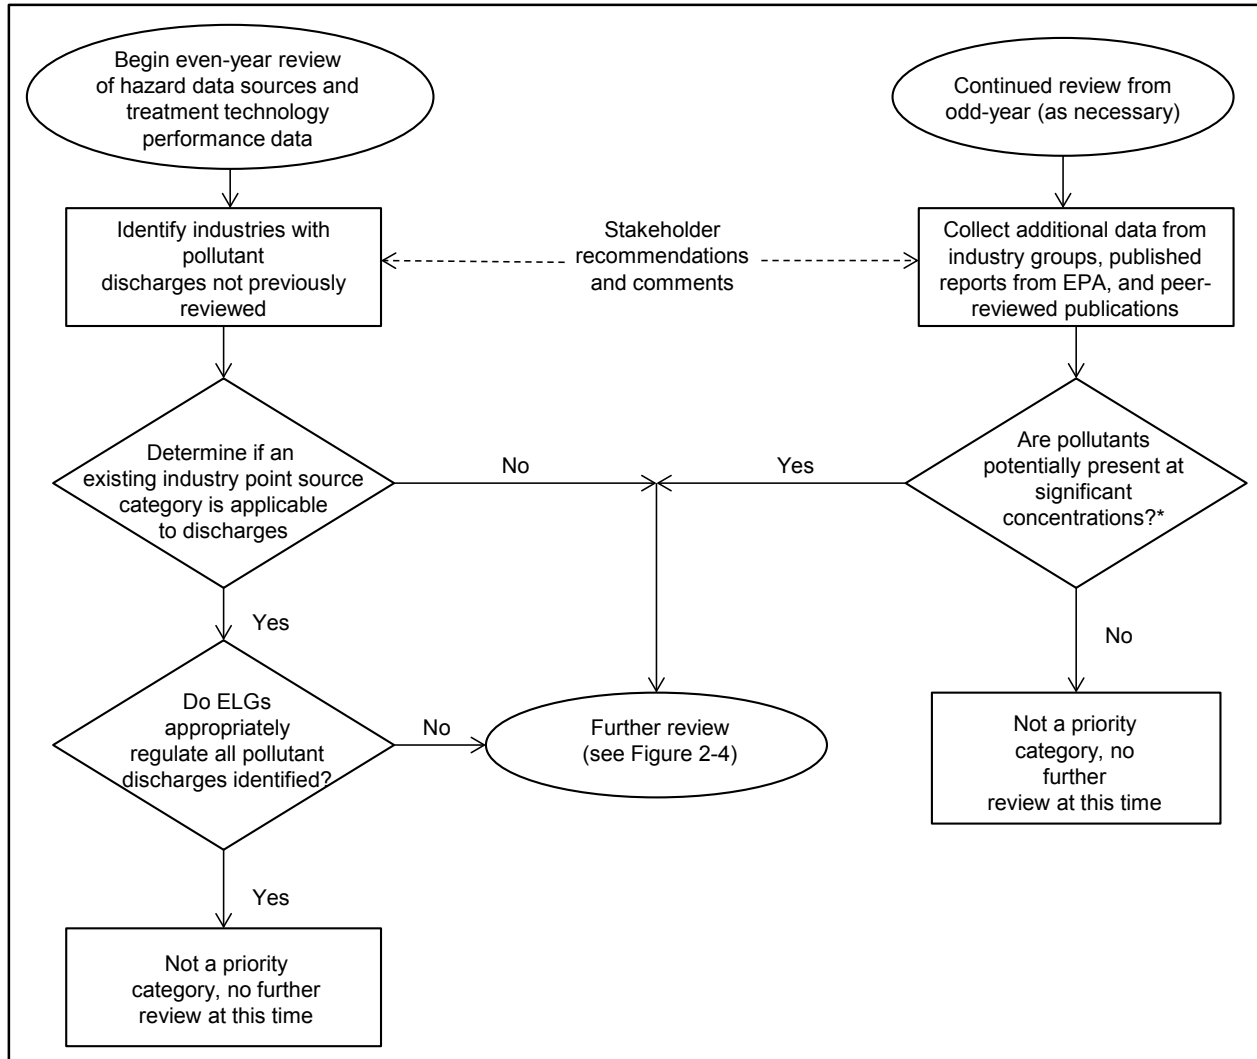 Begin even-year review
of hazard data sources and
treatment technology
performance data
Continued review from
odd-year (as necessary)
Identify industries with
pollutant
discharges not previously
reviewed
Stakeholder
recommendations
and comments
Collect additional data from
industry groups, published
reports from EPA, and peer-
reviewed publications
Determine if an
existing industry point source
category is applicable
to discharges
No
Yes
Are pollutants
potentially present at
significant
concentrations?*
Yes
No
Do ELGs
appropriately
regulate all pollutant
discharges identified?
No
Further review
(see Figure 2-4)
Not a priority
category, no
further
review at this time
Yes
Not a priority
category, no further
review at this time